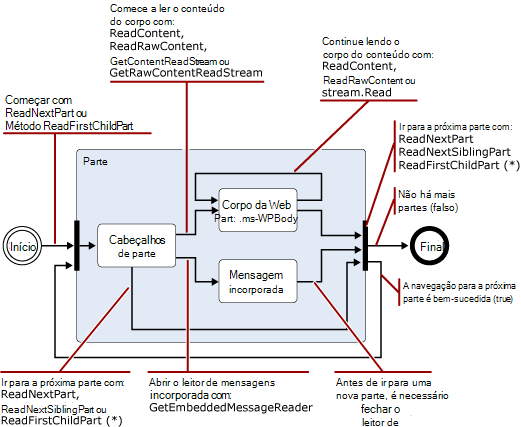 Comece a ler o conteúdo
do corpo com:
ReadContent,
ReadRawContent,
GetContentReadStream ou
GetRawContentReadStream
Continue lendo o
corpo do conteúdo com:
ReadContent,
ReadRawContent ou
stream.Read
Começar com
ReadNextPart ou
Método ReadFirstChildPart
Ir para a próxima parte com:
ReadNextPart
ReadNextSiblingPart
ReadFirstChildPart (*)
Parte
Não há mais
partes (falso)
Início
Cabeçalhos
de parte
Corpo da Web
Part: .ms-WPBody
Mensagem
incorporada
Final
A navegação para a próxima
parte é bem-sucedida (true)
Ir para a próxima parte com:
ReadNextPart,
ReadNextSiblingPart ou
ReadFirstChildPart (*)
Abrir o leitor de mensagens
incorporada com:
GetEmbeddedMessageReader
Antes de ir para uma
nova parte, é necessário
fechar o
leitor de